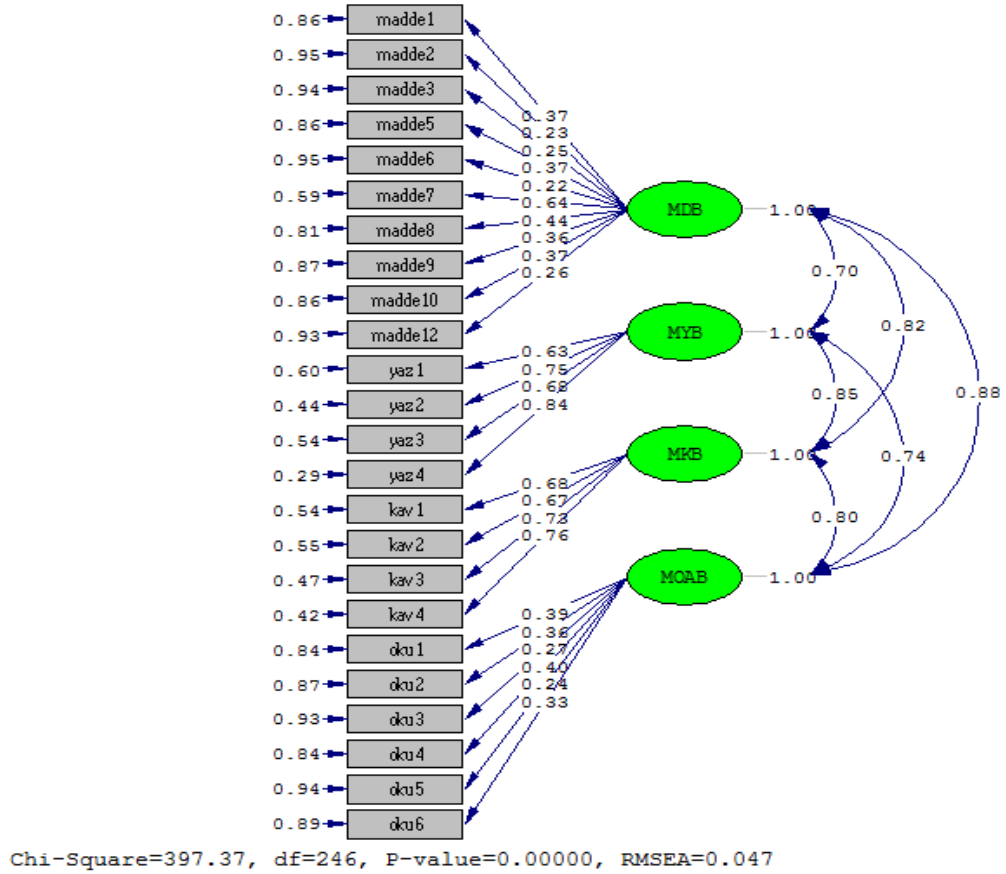 0.86 madde1
0.95 madde2
0.94 madde3
0.86 madde5
0.95 madde6
0.59 madde7
0.81 madde8
0.87 madde9
0.86 madde10
0.93 madde12
0.60 yaz1
0.44 yaz2
0.54 yaz3
0.29 yaz4
0.54 kav1
0.55 kav2
0.47 kav3
0.42 kav4
0.84 oku1
0.87 oku2
0.93 oku3
0.84 oku4
0.94 oku5
0.89 oku6
0.37
0.23
0.25
0.37
0.22
0.64
0.44
0.36
0.37
0.26
0.63
0.75
0.68
0.84
0.68
0.67
0.73
0.76
0.39
0.36
0.27
0.40
0.24
0.33
MDB 1.00
MYB 1.00
MKB 1.00
MOAB 1.00
0.70
0.82
0.85
0.88
0.74
0.80
Chi-Square=397.37, df=246, P-value=0.00000, RMSEA=0.047